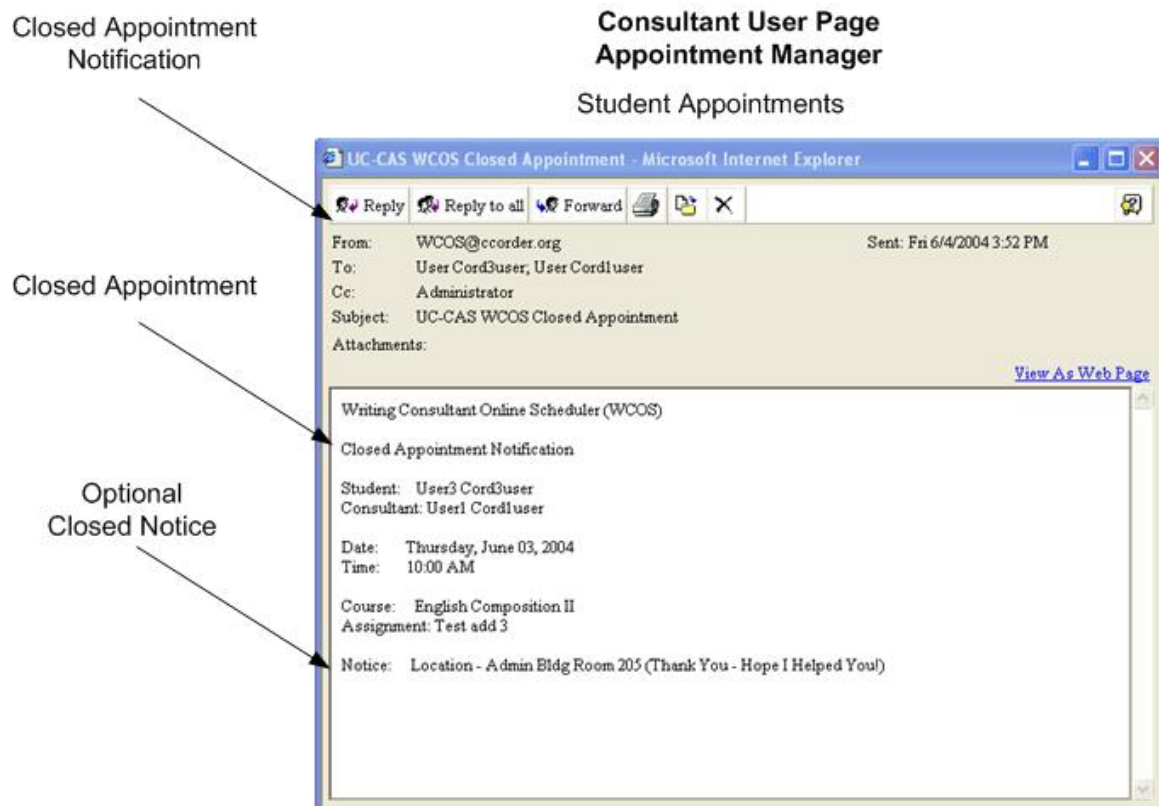 Closed Appointment
Notification
Consultant User Page
Appointment Manager
Student Appointments
UC-CAS WCOS Closed Appointment - Microsoft Internet Explorer
Reply Reply to all Forward
From: WCOS@ccorder.org Sent: Fri 6/4/2004 3:52 PM
To: User Cord3user; User Cord1user
Cc: Administrator
Subject: UC-CAS WCOS Closed Appointment
Attachments:
View As Web Page
Closed Appointment
Writing Consultant Online Scheduler (WCOS)
Closed Appointment Notification
Student: User3 Cord3user
Consultant: User1 Cord1user
Optional
Closed Notice
Date: Thursday, June 03, 2004
Time: 10:00 AM
Course: English Composition II
Assignment: Test add 3
Notice: Location - Admin Bldg Room 205 (Thank You - Hope I Helped You!)